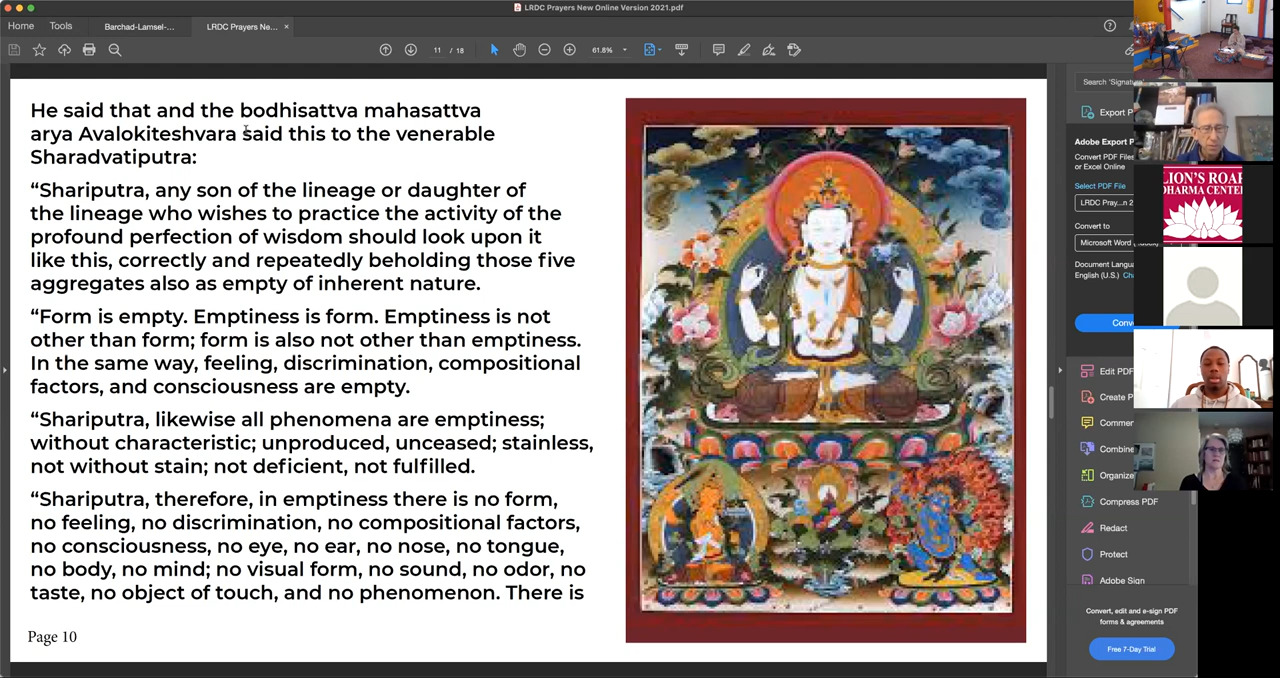 LRDC Prayers New Online Version 2021.pdf
Home
Tools
Barchad-Lamsel-...
LRDC Prayers Ne... ×
11 / 18
61.8%
He said that and the bodhisattva mahasattva
arya Avalokiteshvara said this to the venerable
Sharadvatiputra:
“Shariputra, any son of the lineage or daughter of
the lineage who wishes to practice the activity of the
profound perfection of wisdom should look upon it
like this, correctly and repeatedly beholding those five
aggregates also as empty of inherent nature.
“Form is empty. Emptiness is form. Emptiness is not
other than form; form is also not other than emptiness.
In the same way, feeling, discrimination, compositional
factors, and consciousness are empty.
“Shariputra, likewise all phenomena are emptiness;
without characteristic; unproduced, unceased; stainless,
not without stain; not deficient, not fulfilled.
“Shariputra, therefore, in emptiness there is no form,
no feeling, no discrimination, no compositional factors,
no consciousness, no eye, no ear, no nose, no tongue,
no body, no mind; no visual form, no sound, no odor, no
taste, no object of touch, and no phenomenon. There is
Page 10
Search 'Signatur
Export P
Adobe Export P
Convert PDF Files
or Excel Online
Select PDF File
LRDC Pray...n 2
Convert to
Microsoft Word
Document Langua
English (U.S.) Ch
Conv
Edit PDF
Create P
Commen
Combine
Organize
Compress PDF
Redact
Protect
Adobe Sign
Convert, edit and e-sign PDF
forms & agreements
Free 7-Day Trial
LION'S ROAR
DHARMA CENTER